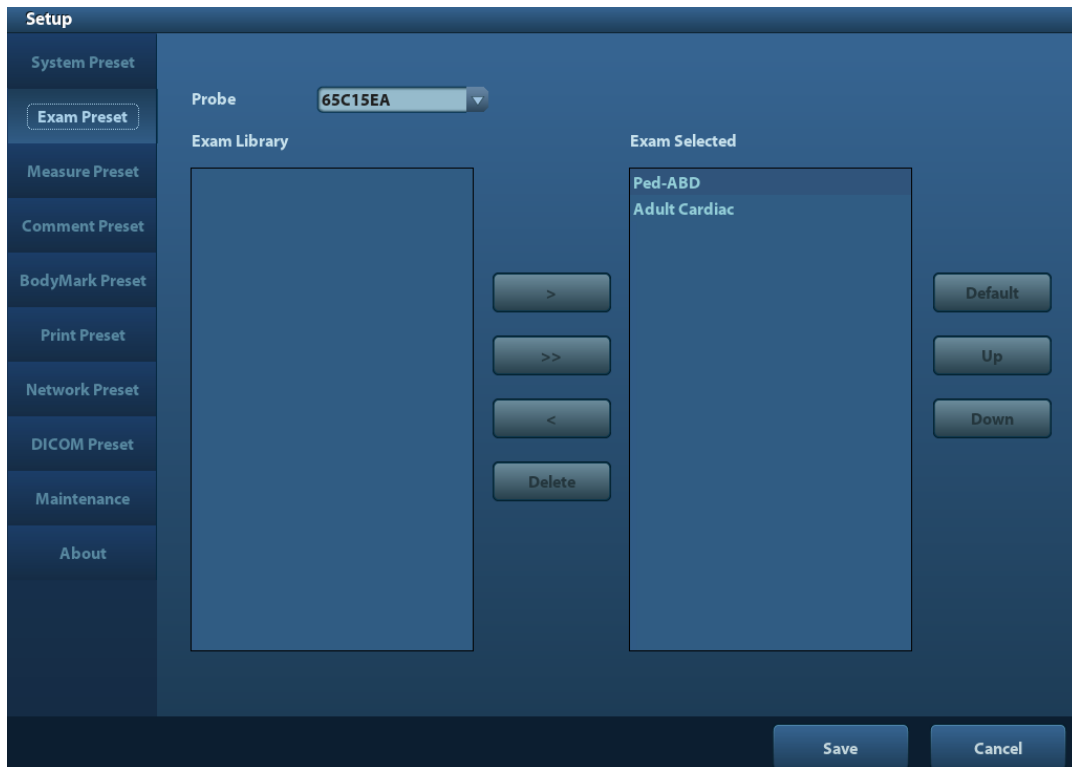 Setup
System Preset
Exam Preset
Measure Preset
Comment Preset
BodyMark Preset
Print Preset
Network Preset
DICOM Preset
Maintenance
About
Probe
65C15EA
Exam Library
Exam Selected
Ped-ABD
Adult Cardiac
>
>>
<
Delete
Default
Up
Down
Save
Cancel